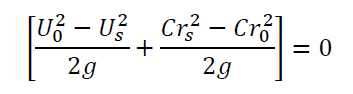 [(U_0^2 − U_s^2)/2g + (Cr_s^2 − Cr_0^2)/2g] = 0